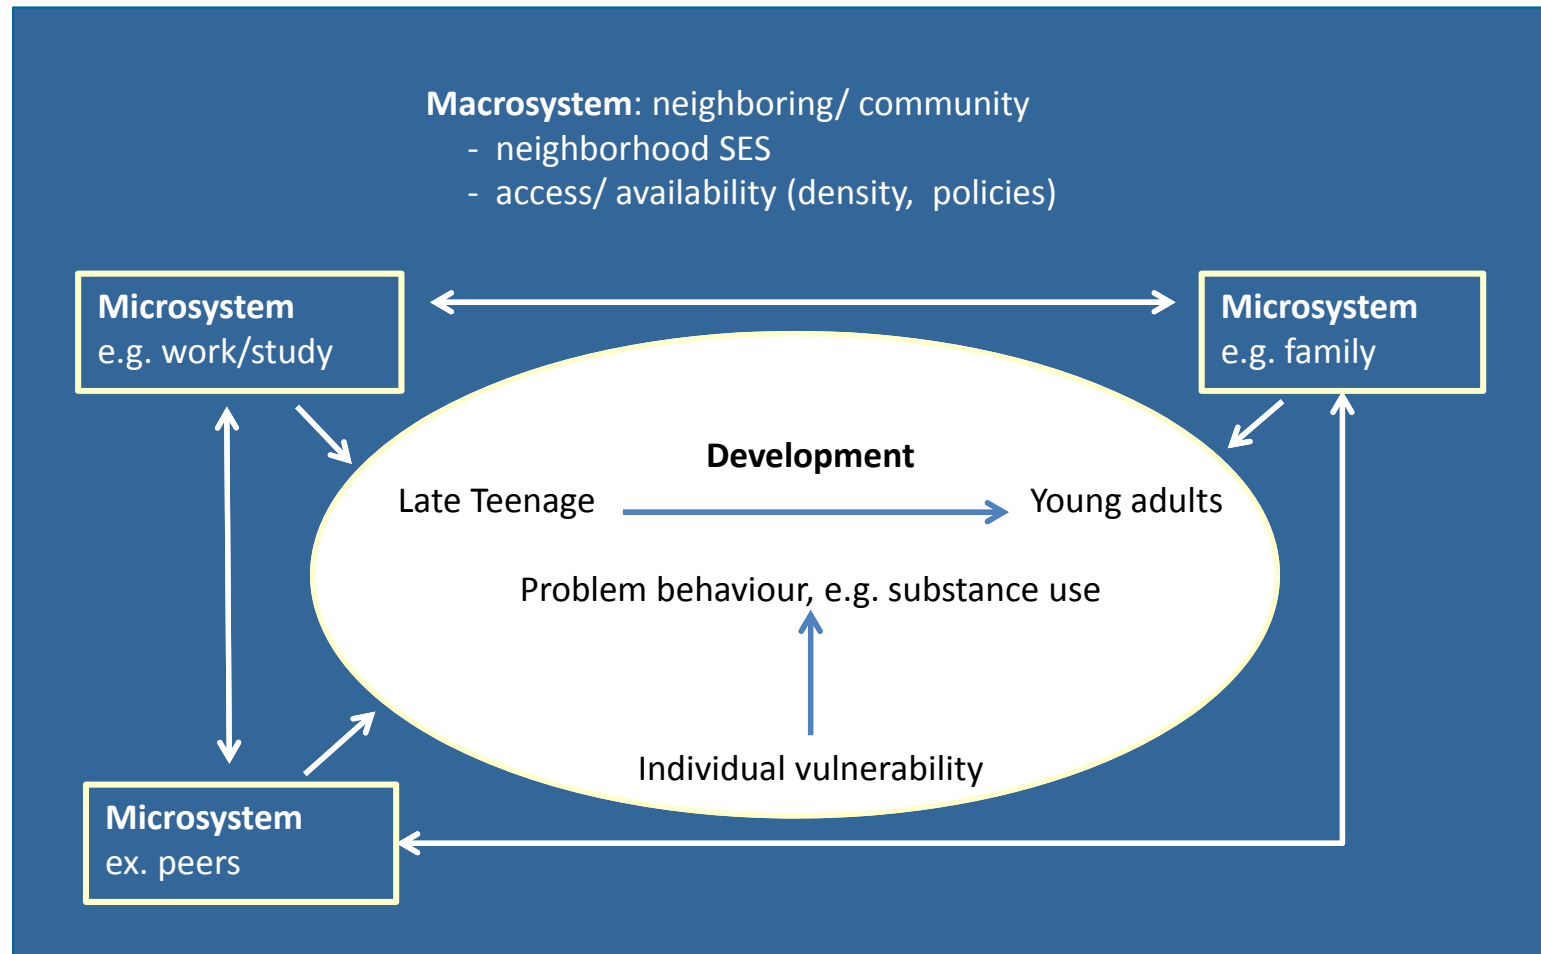 Macrosystem: neighboring/ community
- neighborhood SES
- access/ availability (density, policies)
Microsystem
e.g. work/study
Microsystem
e.g. family
Development
Late Teenage
Young adults
Problem behaviour, e.g. substance use
Individual vulnerability
Microsystem
ex. peers